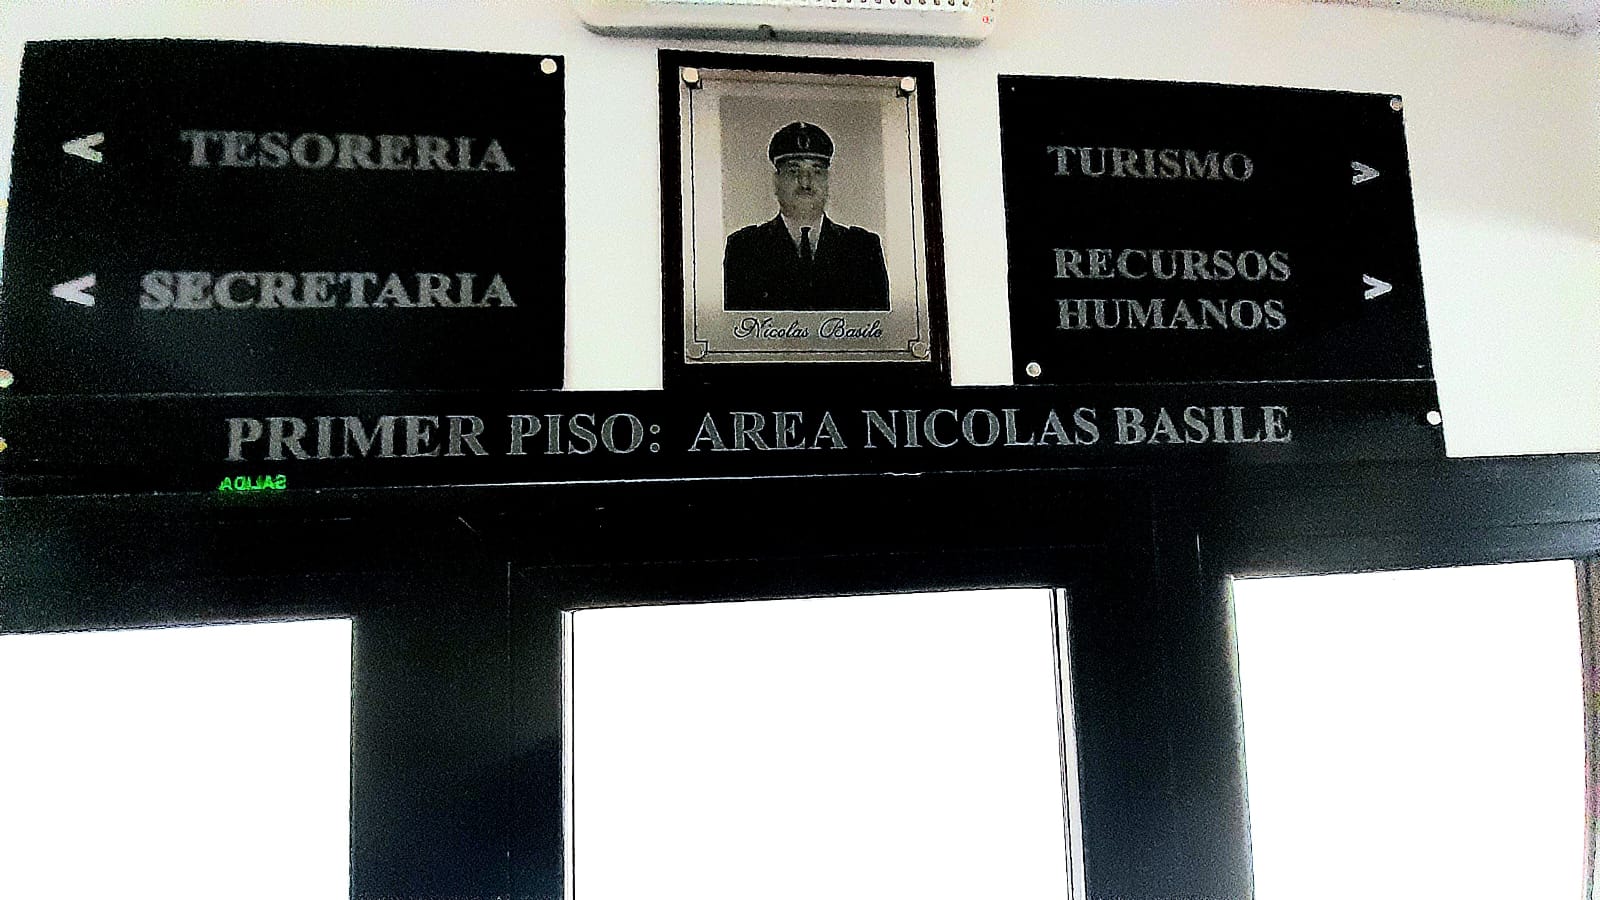 < TESORERIA
< SECRETARIA
Nicolas Basile
TURISMO >
RECURSOS
HUMANOS >
PRIMER PISO: AREA NICOLAS BASILE
SALIDA